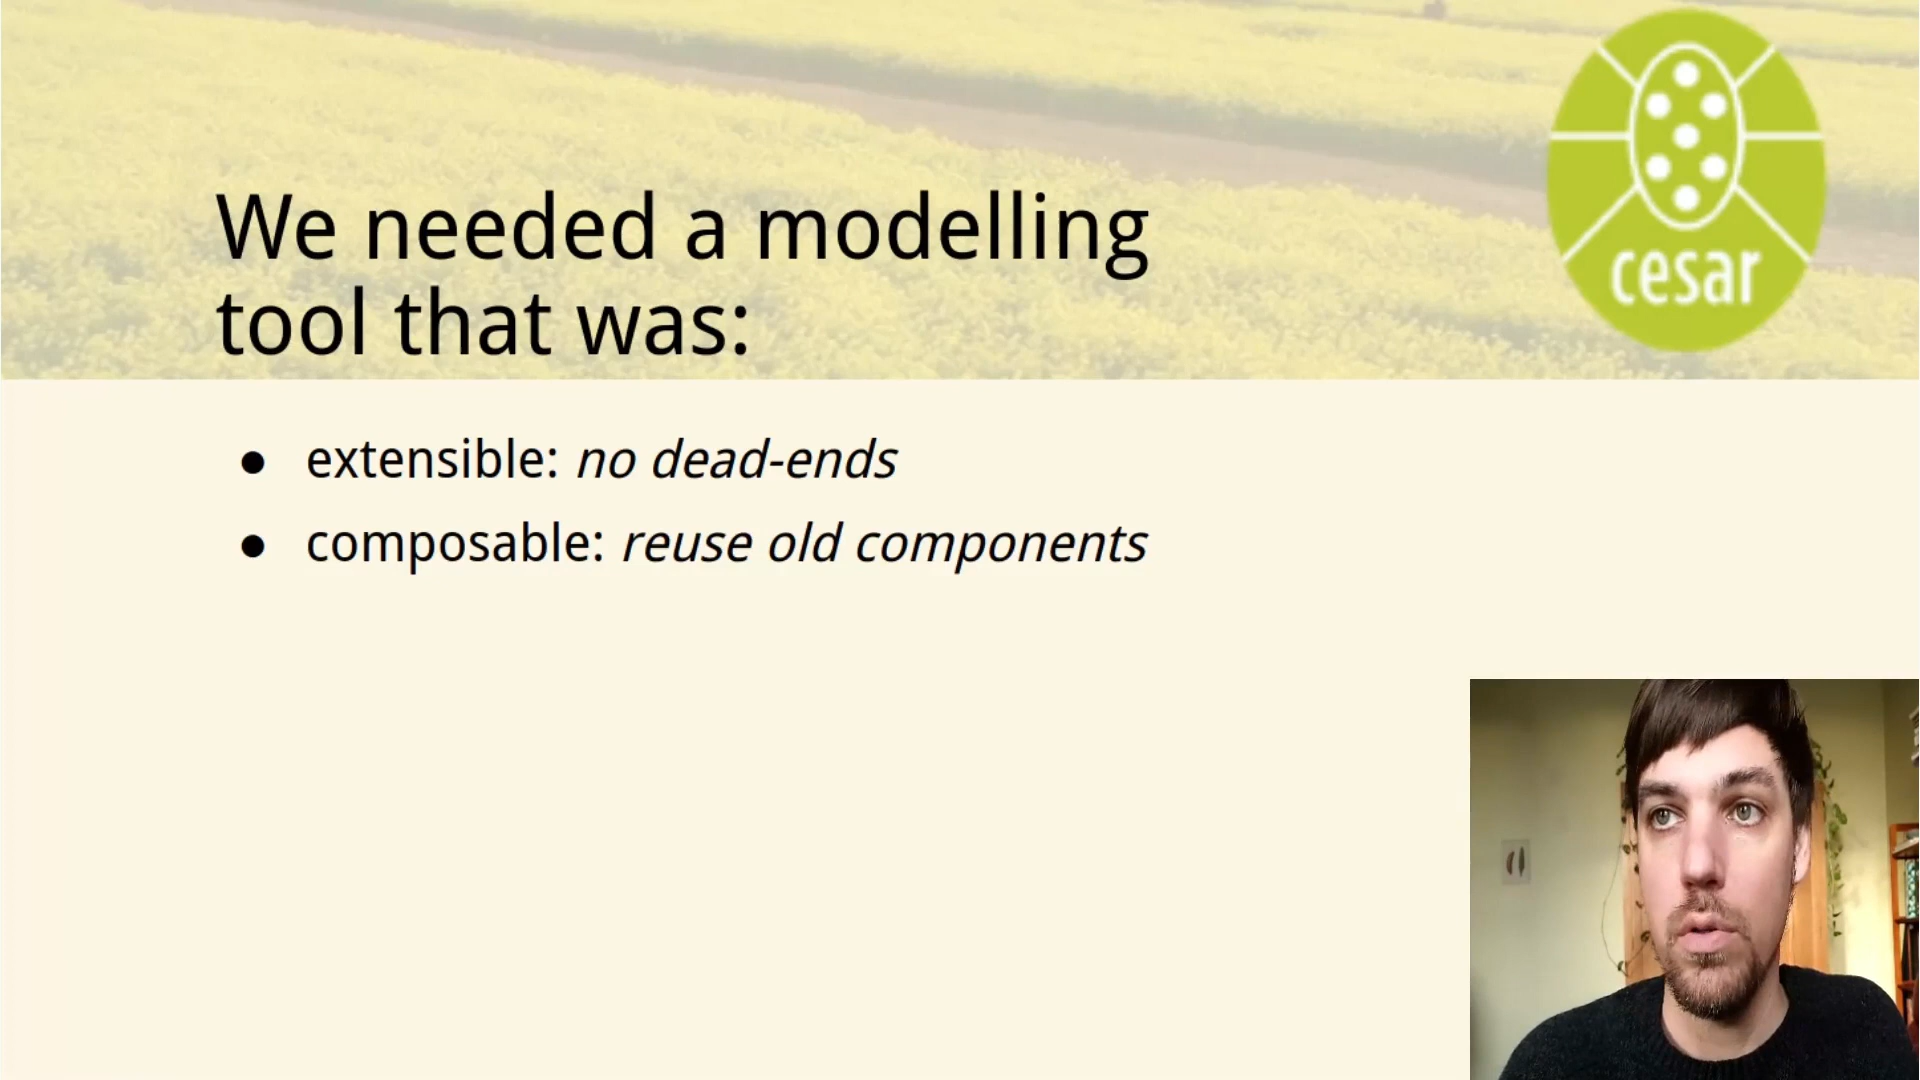 We needed a modelling
tool that was:
cesar
● extensible: no dead-ends
● composable: reuse old components